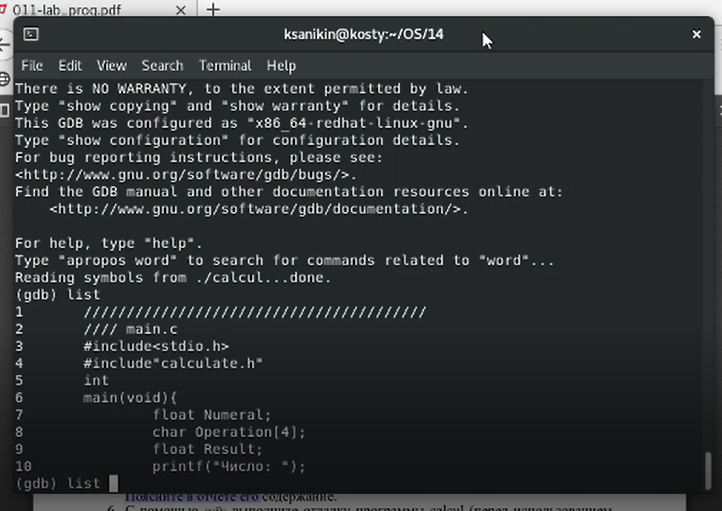 011-lab_prog.pdf
ksanikin@kosty:~/OS/14
File Edit View Search Terminal Help
There is NO WARRANTY, to the extent permitted by law.
Type "show copying" and "show warranty" for details.
This GDB was configured as "x86_64-redhat-linux-gnu".
Type "show configuration" for configuration details.
For bug reporting instructions, please see:
<http://www.gnu.org/software/gdb/bugs/>.
Find the GDB manual and other documentation resources online at:
<http://www.gnu.org/software/gdb/documentation/>.
For help, type "help".
Type "apropos word" to search for commands related to "word"...
Reading symbols from ./calcul...done.
(gdb) list
1 ////////////////////////////////////////
2 //// main.c
3 #include<stdio.h>
4 #include"calculate.h"
5 int
6 main(void){
7 float Numeral;
8 char Operation[4];
9 float Result;
10 printf("Число: ");
(gdb) list
Поясните в отчёте его содержание.
6. С помощью gdb выполните отладку программы calcul (перед использованием